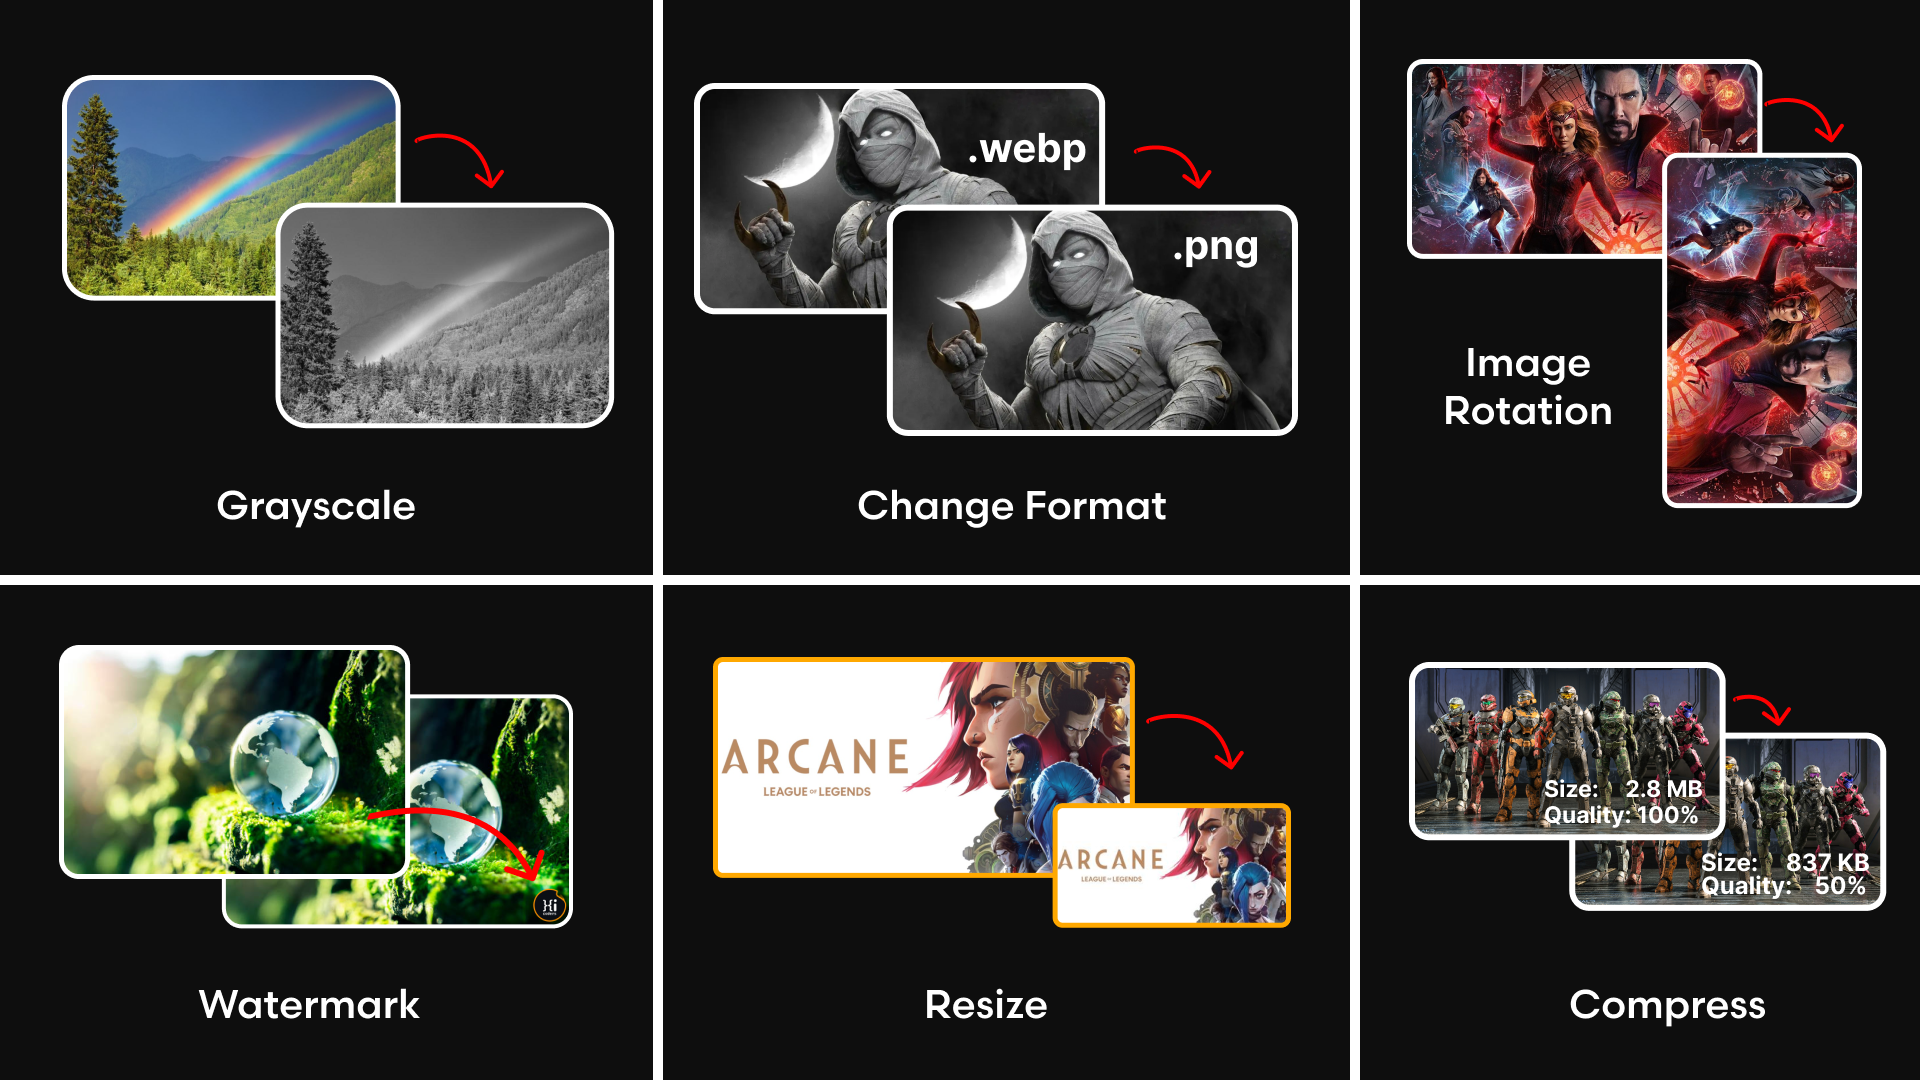 .webp
.png
Grayscale
Change Format
Image
Rotation
ARCANE
LEAGUE OF LEGENDS
ARCANE
LEAGUE OF LEGENDS
Hi
Size: 2.8 MB
Quality: 100%
Size: 837 KB
Quality: 50%
Watermark
Resize
Compress